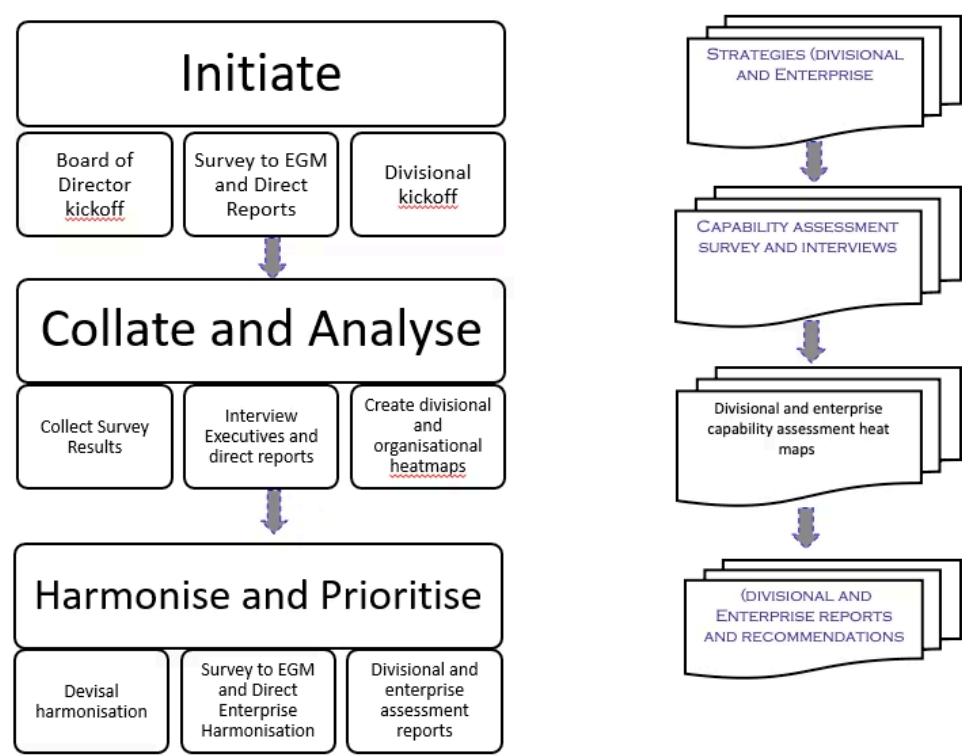 Initiate
Board of
Director
kickoff
Survey to EGM
and Direct
Reports
Divisional
kickoff
Collate and Analyse
Collect Survey
Results
Interview
Executives and
direct reports
Create divisional
and
organisational
heatmaps
Harmonise and Prioritise
Devisal
harmonisation
Survey to EGM
and Direct
Enterprise
Harmonisation
Divisional and
enterprise
assessment
reports
Strategies (divisional
and Enterprise
Capability assessment
survey and interviews
Divisional and enterprise
capability assessment heat
maps
(divisional and
Enterprise reports
and recommendations